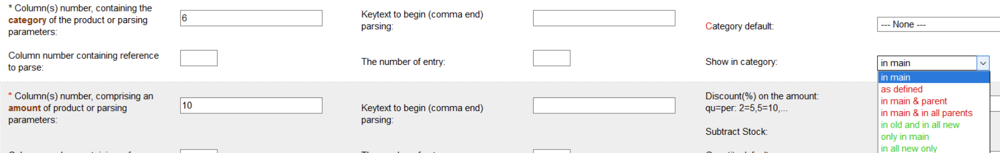 * Column(s) number, containing the
category of the product or parsing
parameters:
6
Keytext to begin (comma end)
parsing:
Category default:
--- None ---
Column number containing reference
to parse:
The number of entry:
Show in category:
in main
in main
as defined
in main & parent
in main & in all parents
in old and in all new
only in main
in all new only
* Column(s) number, comprising an
amount of product or parsing
parameters:
10
Keytext to begin (comma end)
parsing:
Discount(%) on the amount:
qu=per: 2=5,5=10,...
Subtract Stock: